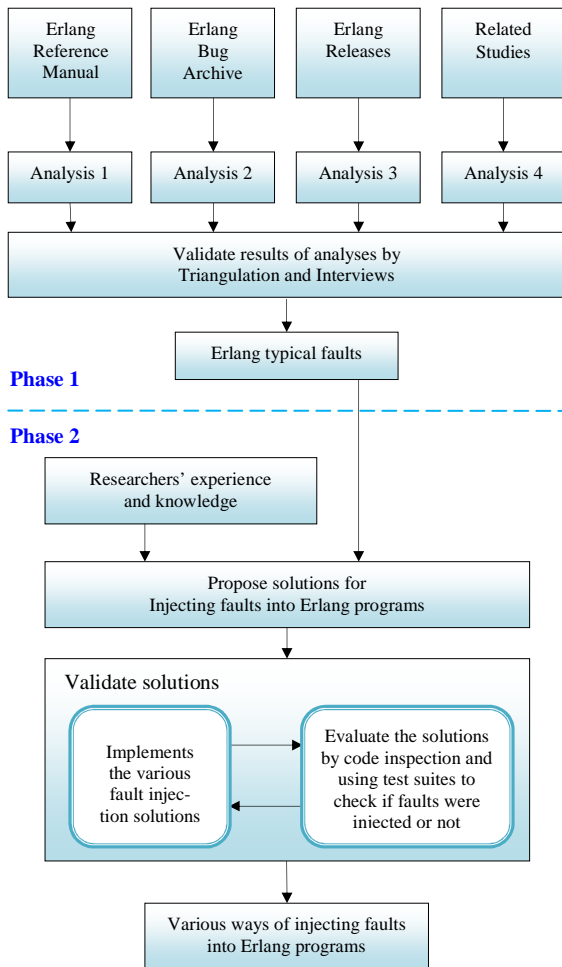 Erlang
Reference
Manual
Erlang
Bug
Archive
Erlang
Releases
Related
Studies
Analysis 1
Analysis 2
Analysis 3
Analysis 4
Validate results of analyses by
Triangulation and Interviews
Erlang typical faults
Phase 1
Phase 2
Researchers’ experience
and knowledge
Propose solutions for
Injecting faults into Erlang programs
Validate solutions
Implements
the various
fault injec-
tion solutions
Evaluate the solutions
by code inspection and
using test suites to
check if faults were
injected or not
Various ways of injecting faults
into Erlang programs